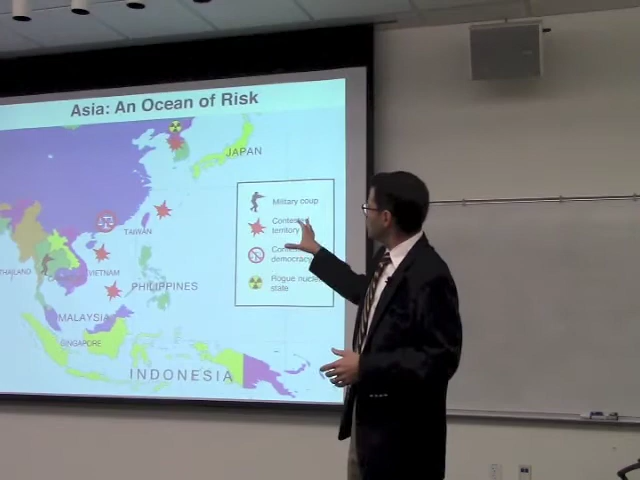 Asia: An Ocean of Risk
JAPAN
Military coup
territory
TAIWAN
THAILAND
VIETNAM
democracy
PHILIPPINES
Rogue
state
MALAYSIA
SINGAPORE
INDONESIA